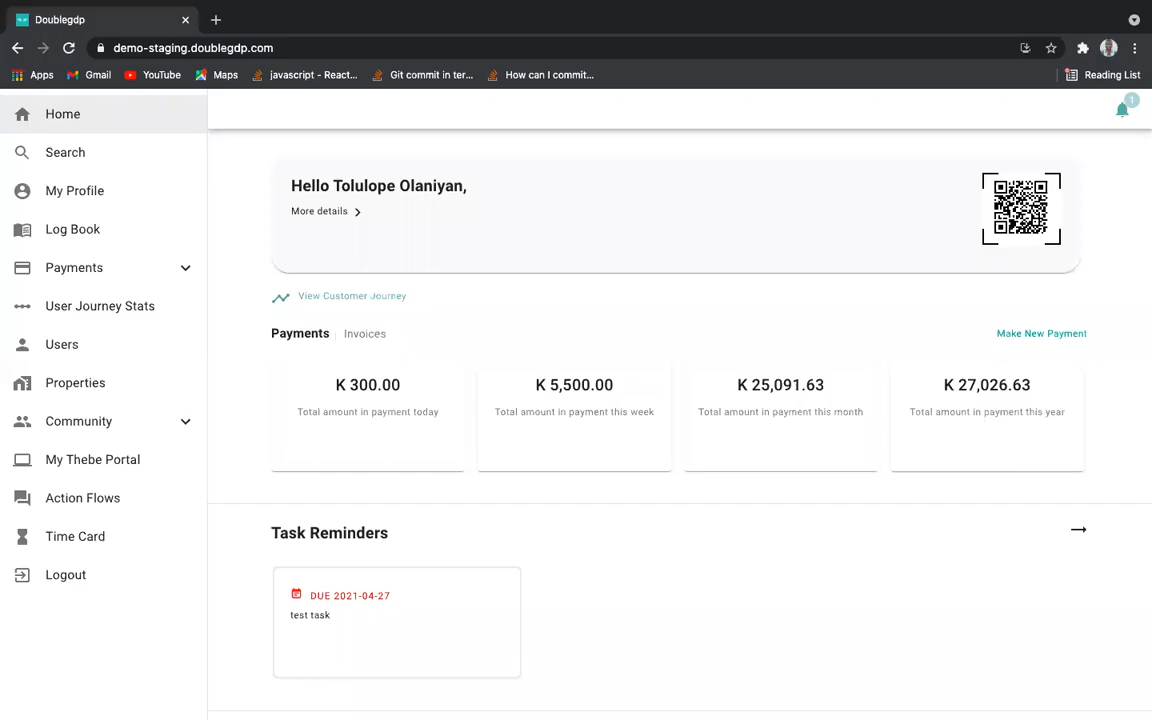 Doublegdp
demo-staging.doublegdp.com
Apps
Gmail
YouTube
Maps
javascript - React...
Git commit in ter...
How can I commit...
Reading List
Home
1
Search
Hello Tolulope Olaniyan,
My Profile
More details
Log Book
Payments
View Customer Journey
User Journey Stats
Payments
Invoices
Make New Payment
Users
Properties
K 300.00
K 5,500.00
K 25,091.63
K 27,026.63
Total amount in payment today
Total amount in payment this week
Total amount in payment this month
Total amount in payment this year
Community
My Thebe Portal
Action Flows
Time Card
Task Reminders
Logout
DUE 2021-04-27
test task